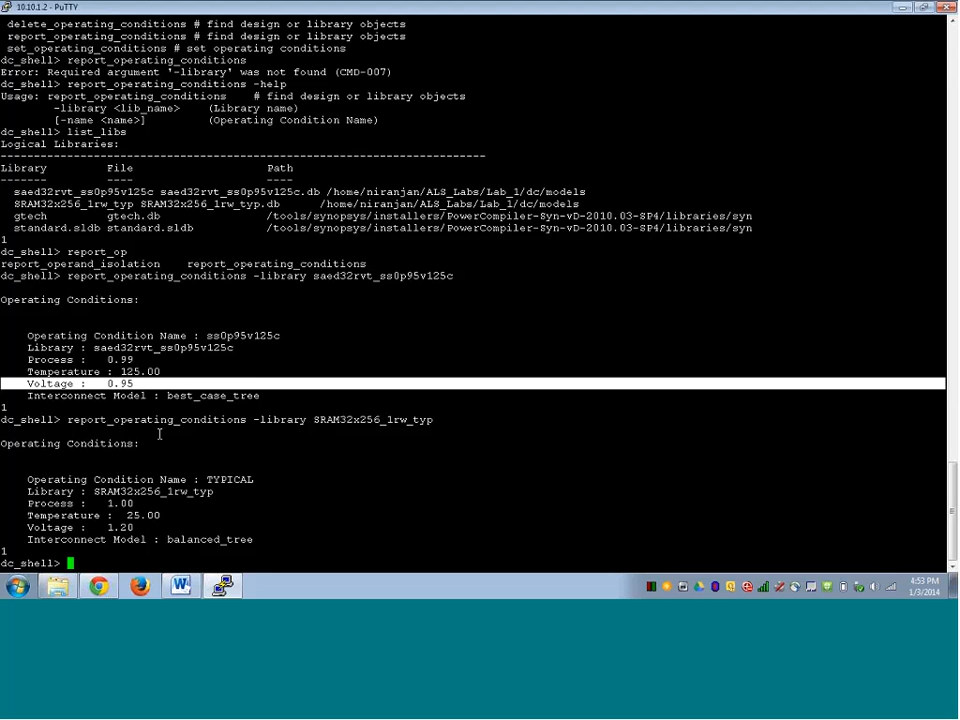 10.10.1.2 - PuTTY
delete_operating_conditions # find design or library objects
report_operating_conditions # find design or library objects
set_operating_conditions # set operating conditions
dc_shell> report_operating_conditions
Error: Required argument '-library' was not found (CMD-007)
dc_shell> report_operating_conditions -help
Usage: report_operating_conditions    # find design or library objects
        -library <lib_name>    (Library name)
        [-name <name>]         (Operating Condition Name)
dc_shell> list_libs
Logical Libraries:
-------------------------------------------------------------------------
Library         File            Path
-------         ----            ----
  saed32rvt_ss0p95v125c saed32rvt_ss0p95v125c.db /home/niranjan/ALS_Labs/Lab_1/dc/models
  SRAM32x256_1rw_typ SRAM32x256_1rw_typ.db      /home/niranjan/ALS_Labs/Lab_1/dc/models
  gtech         gtech.db        /tools/synopsys/installers/PowerCompiler-Syn-vD-2010.03-SP4/libraries/syn
  standard.sldb standard.sldb   /tools/synopsys/installers/PowerCompiler-Syn-vD-2010.03-SP4/libraries/syn
1
dc_shell> report_op
report_operand_isolation    report_operating_conditions
dc_shell> report_operating_conditions -library saed32rvt_ss0p95v125c
Operating Conditions:
    Operating Condition Name : ss0p95v125c
    Library : saed32rvt_ss0p95v125c
    Process :   0.99
    Temperature : 125.00
    Voltage :   0.95
    Interconnect Model : best_case_tree
1
dc_shell> report_operating_conditions -library SRAM32x256_1rw_typ
Operating Conditions:
    Operating Condition Name : TYPICAL
    Library : SRAM32x256_1rw_typ
    Process :   1.00
    Temperature :  25.00
    Voltage :   1.20
    Interconnect Model : balanced_tree
1
dc_shell>
4:53 PM
1/3/2014